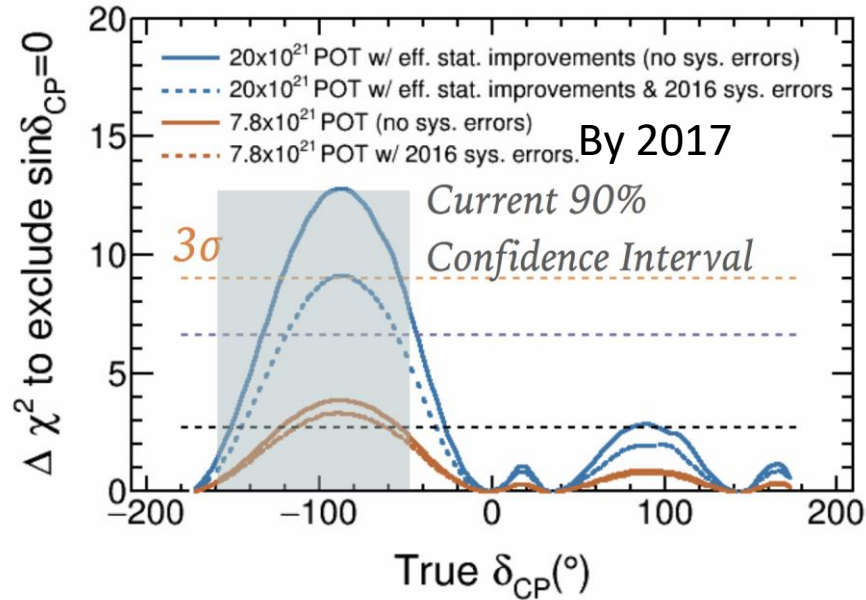 20x10²¹ POT w/ eff. stat. improvements (no sys. errors)
20x10²¹ POT w/ eff. stat. improvements & 2016 sys. errors
7.8x10²¹ POT (no sys. errors)
7.8x10²¹ POT w/ 2016 sys. errors.
By 2017
Current 90%
Confidence Interval
3σ
Δ χ² to exclude sinδCP=0
20
15
10
5
0
−200
−100
0
100
200
True δCP(°)